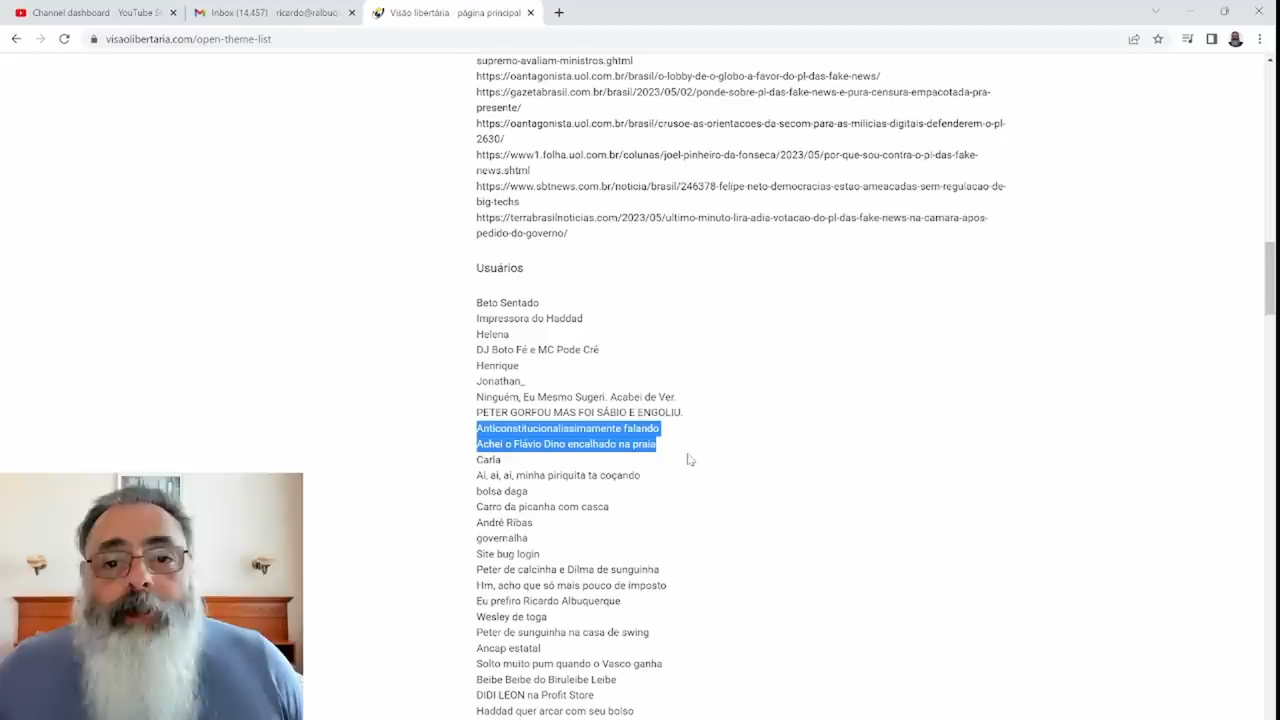 Channel dashboard - YouTube St
Inbox (14,457) - ricardo@ralbuq
Visão libertária - página principal
visaolibertaria.com/open-theme-list
supremo-avaliam-ministros.ghtml
https://oantagonista.uol.com.br/brasil/o-lobby-de-o-globo-a-favor-do-pl-das-fake-news/
https://gazetabrasil.com.br/brasil/2023/05/02/ponde-sobre-pl-das-fake-news-e-pura-censura-empacotada-pra-
presente/
https://oantagonista.uol.com.br/brasil/crusoe-as-orientacoes-da-secom-para-as-milicias-digitais-defenderem-o-pl-
2630/
https://www1.folha.uol.com.br/colunas/joel-pinheiro-da-fonseca/2023/05/por-que-sou-contra-o-pl-das-fake-
news.shtml
https://www.sbtnews.com.br/noticia/brasil/246378-felipe-neto-democracias-estao-ameacadas-sem-regulacao-de-
big-techs
https://terrabrasilnoticias.com/2023/05/ultimo-minuto-lira-adia-votacao-do-pl-das-fake-news-na-camara-apos-
pedido-do-governo/
Usuários
Beto Sentado
Impressora do Haddad
Helena
DJ Boto Fé e MC Pode Crê
Henrique
Jonathan_
Ninguém, Eu Mesmo Sugeri. Acabei de Ver.
PETER GORFOU MAS FOI SÁBIO E ENGOLIU.
Anticonstitucionalissimamente falando
Achei o Flávio Dino encalhado na praia
Carla
Ai, ai, ai, minha piriquita ta coçando
bolsa daga
Carro da picanha com casca
André Ribas
governalha
Site bug login
Peter de calcinha e Dilma de sunguinha
Hm, acho que só mais pouco de imposto
Eu prefiro Ricardo Albuquerque
Wesley de toga
Peter de sunguinha na casa de swing
Ancap estatal
Solto muito pum quando o Vasco ganha
Beibe Beibe do Biruleibe Leibe
DIDI LEON na Profit Store
Haddad quer arcar com seu bolso